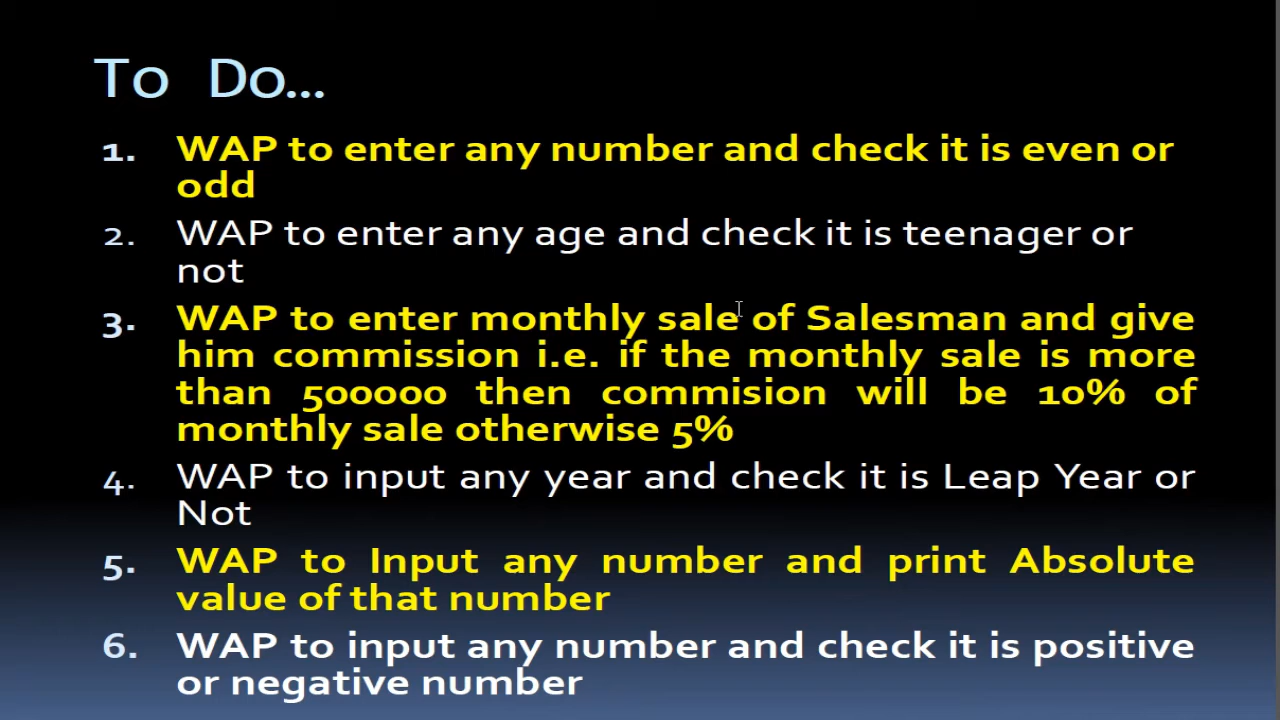 To Do...
1. WAP to enter any number and check it is even or
odd
2. WAP to enter any age and check it is teenager or
not
3. WAP to enter monthly sale of Salesman and give
him commission i.e. if the monthly sale is more
than 500000 then commision will be 10% of
monthly sale otherwise 5%
4. WAP to input any year and check it is Leap Year or
Not
5. WAP to Input any number and print Absolute
value of that number
6. WAP to input any number and check it is positive
or negative number